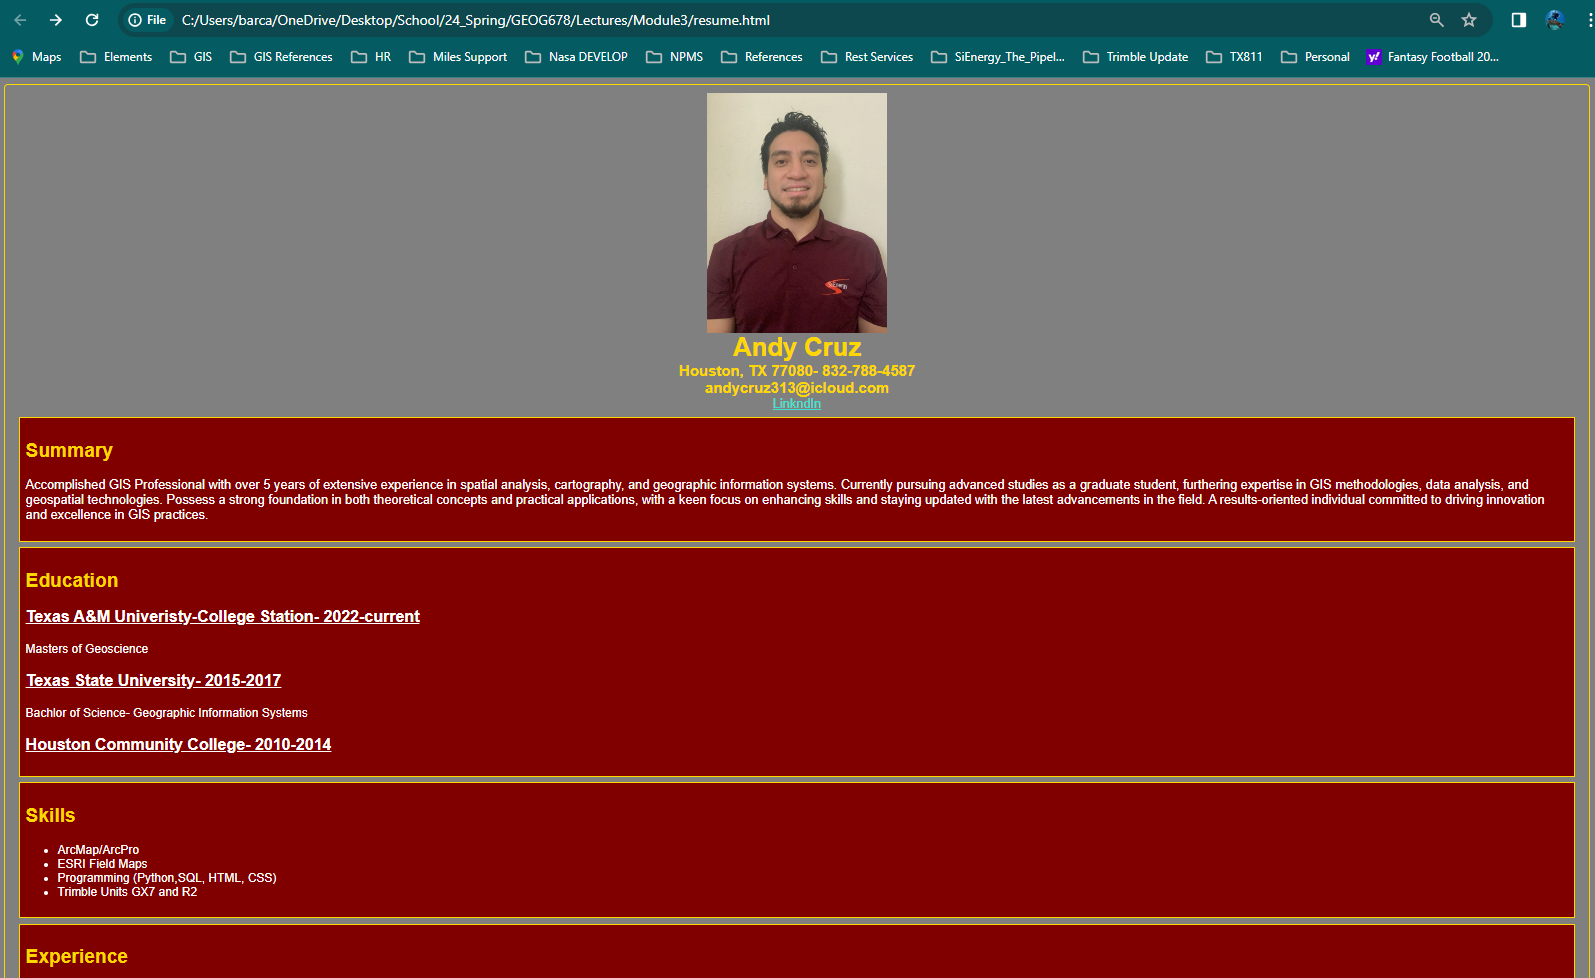 File C:/Users/barca/OneDrive/Desktop/School/24_Spring/GEOG678/Lectures/Module3/resume.html
Maps Elements GIS GIS References HR Miles Support Nasa DEVELOP NPMS References Rest Services SiEnergy_The_Pipel... Trimble Update TX811 Personal y! Fantasy Football 20...
SiEnergy
Andy Cruz
Houston, TX 77080- 832-788-4587
andycruz313@icloud.com
LinkndIn
Summary
Accomplished GIS Professional with over 5 years of extensive experience in spatial analysis, cartography, and geographic information systems. Currently pursuing advanced studies as a graduate student, furthering expertise in GIS methodologies, data analysis, and
geospatial technologies. Possess a strong foundation in both theoretical concepts and practical applications, with a keen focus on enhancing skills and staying updated with the latest advancements in the field. A results-oriented individual committed to driving innovation
and excellence in GIS practices.
Education
Texas A&M Univeristy-College Station- 2022-current
Masters of Geoscience
Texas State University- 2015-2017
Bachlor of Science- Geographic Information Systems
Houston Community College- 2010-2014
Skills
• ArcMap/ArcPro
• ESRI Field Maps
• Programming (Python,SQL, HTML, CSS)
• Trimble Units GX7 and R2
Experience